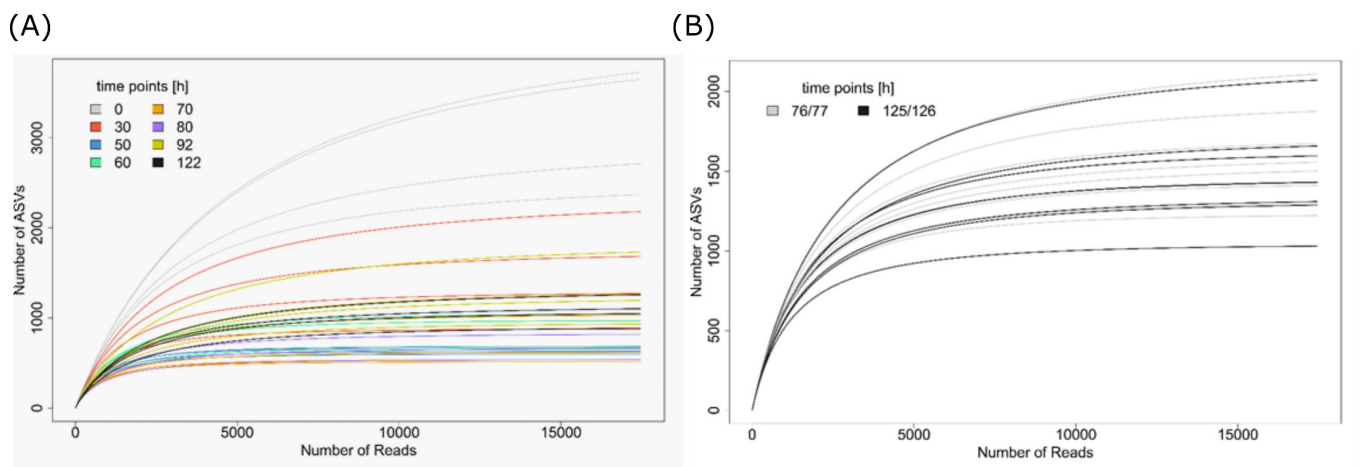 (A)
(B)
time points [h]
0 70
30 80
50 92
60 122
Number of ASVs
0
1000
2000
3000
0 5000 10000 15000
Number of Reads
time points [h]
76/77 125/126
Number of ASVs
0
500
1000
1500
2000
0 5000 10000 15000
Number of Reads